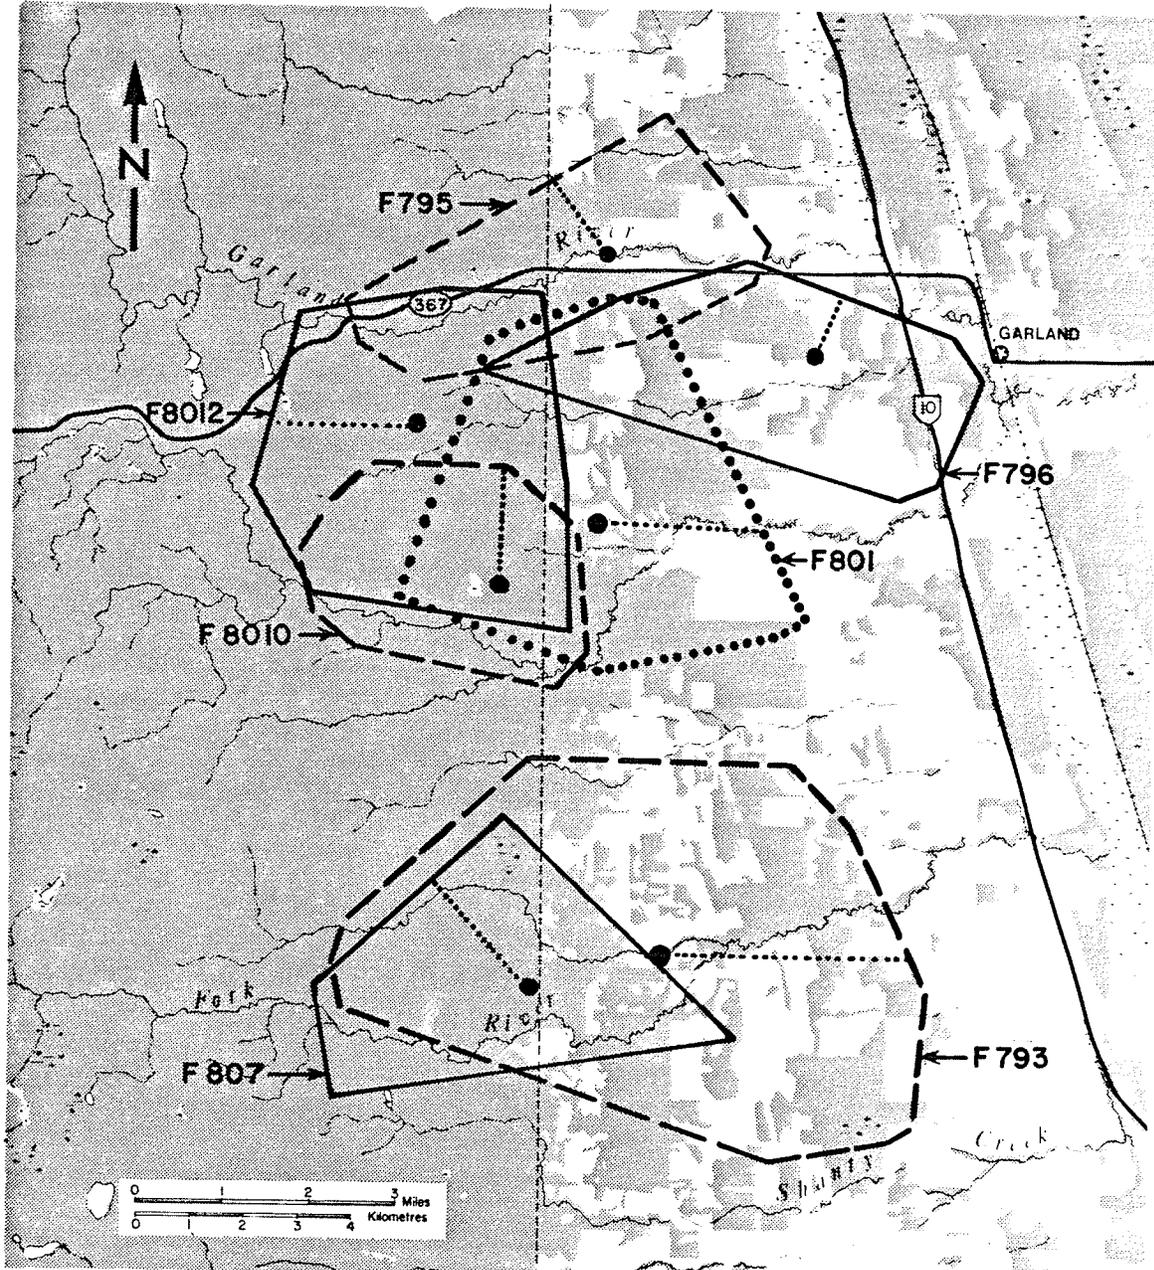 N
F795
River
Garland
367
GARLAND
F8012
10
F796
F801
F8010
Fork
River
F807
F793
Creek
Shanty
0 1 2 3 Miles
0 1 2 3 4 Kilometres